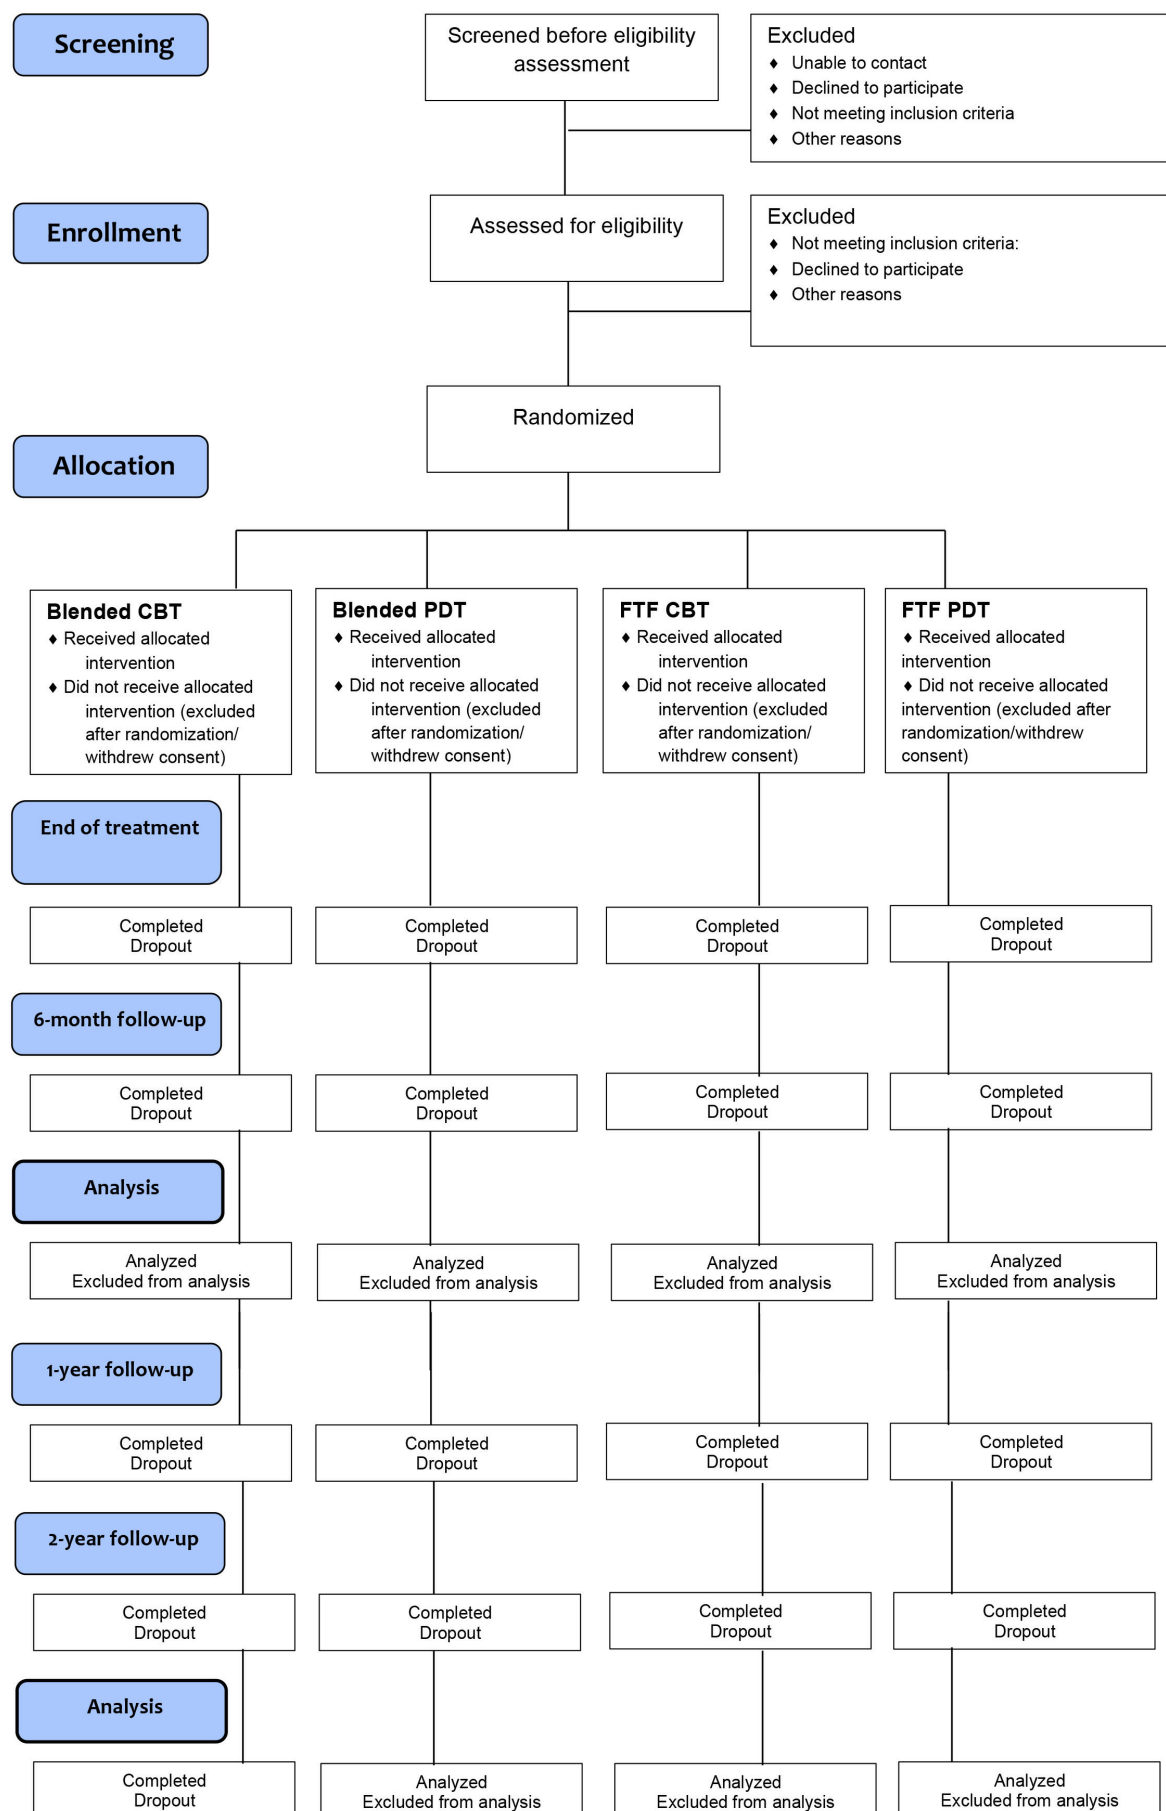 Screening
Screened before eligibility
assessment
Excluded
♦ Unable to contact
♦ Declined to participate
♦ Not meeting inclusion criteria
♦ Other reasons
Enrollment
Assessed for eligibility
Excluded
♦ Not meeting inclusion criteria:
♦ Declined to participate
♦ Other reasons
Randomized
Allocation
Blended CBT
♦ Received allocated
intervention
♦ Did not receive allocated
intervention (excluded
after randomization/
withdrew consent)
Blended PDT
♦ Received allocated
intervention
♦ Did not receive allocated
intervention (excluded
after randomization/
withdrew consent)
FTF CBT
♦ Received allocated
intervention
♦ Did not receive allocated
intervention (excluded
after randomization/
withdrew consent)
FTF PDT
♦ Received allocated
intervention
♦ Did not receive allocated
intervention (excluded after
randomization/withdrew
consent)
End of treatment
Completed
Dropout
Completed
Dropout
Completed
Dropout
Completed
Dropout
6-month follow-up
Completed
Dropout
Completed
Dropout
Completed
Dropout
Completed
Dropout
Analysis
Analyzed
Excluded from analysis
Analyzed
Excluded from analysis
Analyzed
Excluded from analysis
Analyzed
Excluded from analysis
1-year follow-up
Completed
Dropout
Completed
Dropout
Completed
Dropout
Completed
Dropout
2-year follow-up
Completed
Dropout
Completed
Dropout
Completed
Dropout
Completed
Dropout
Analysis
Completed
Dropout
Analyzed
Excluded from analysis
Analyzed
Excluded from analysis
Analyzed
Excluded from analysis